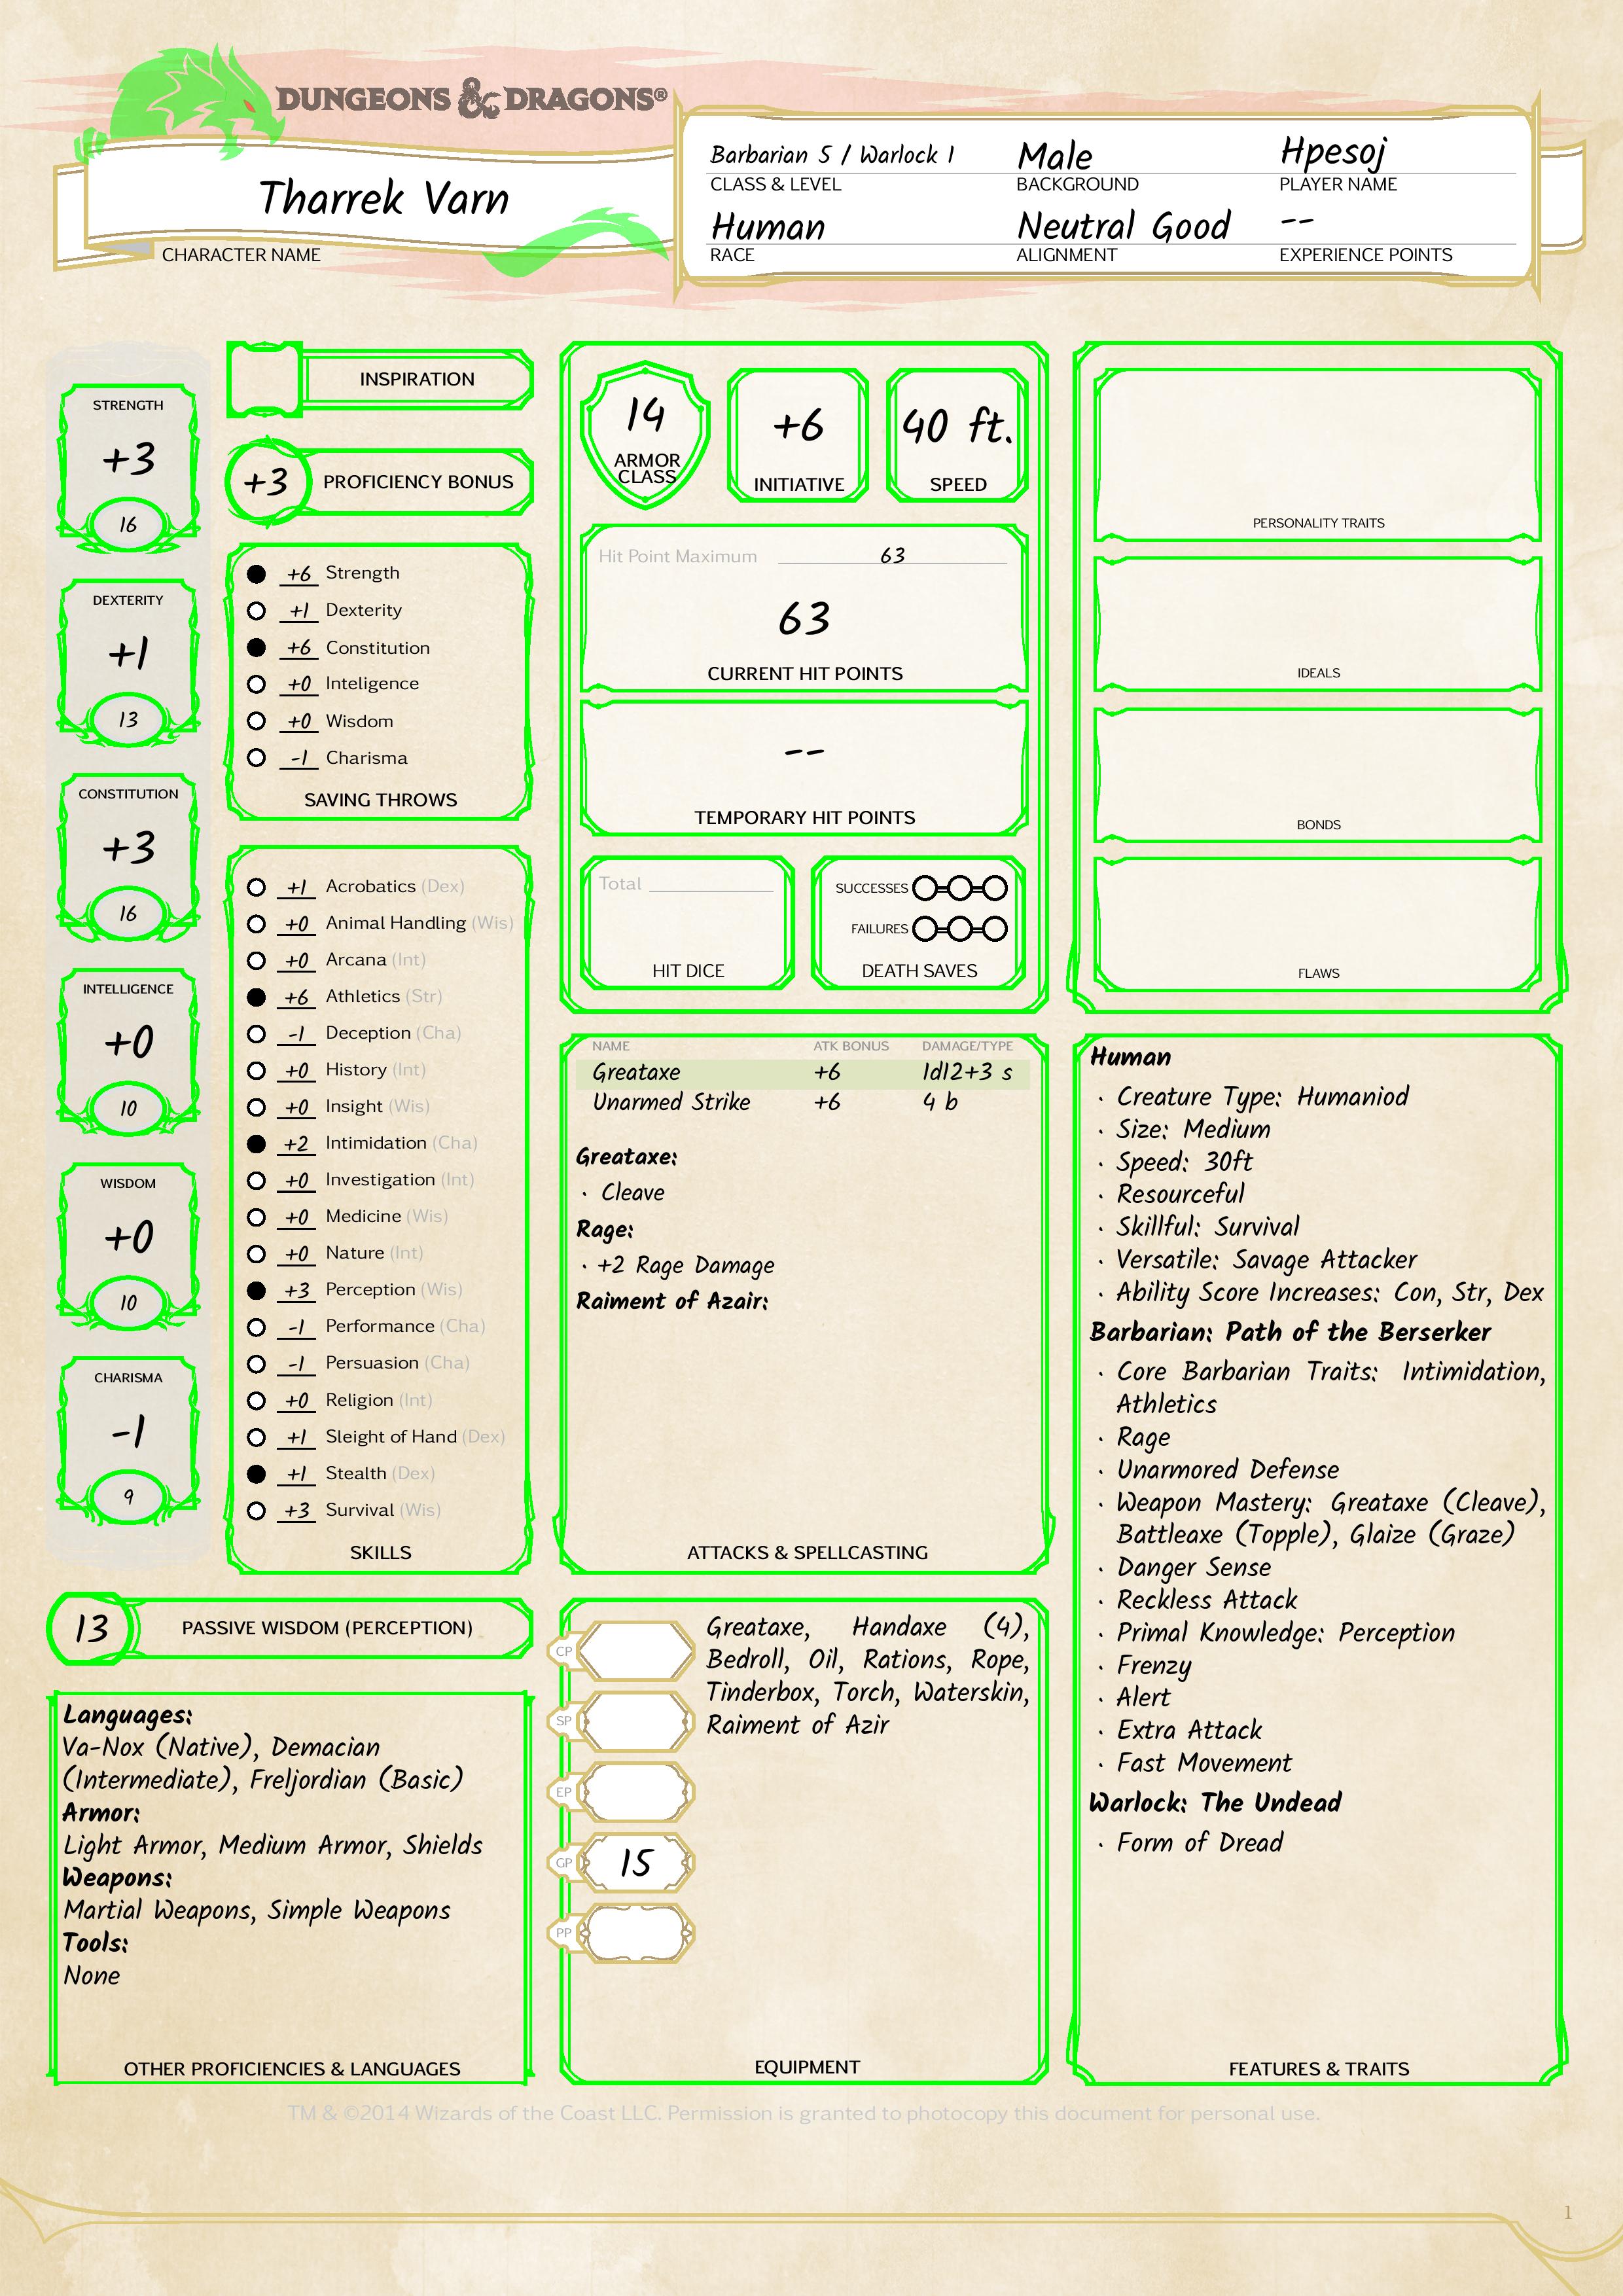 DUNGEONS & DRAGONS®
Tharrek Varn
CHARACTER NAME
Barbarian 5 / Warlock 1
CLASS & LEVEL
Male
BACKGROUND
Hpesoj
PLAYER NAME
Human
RACE
Neutral Good
ALIGNMENT
--
EXPERIENCE POINTS
STRENGTH
+3
16
DEXTERITY
+1
13
CONSTITUTION
+3
16
INTELLIGENCE
+0
10
WISDOM
+0
10
CHARISMA
-1
9
INSPIRATION
+3 PROFICIENCY BONUS
+6 Strength
+1 Dexterity
+6 Constitution
+0 Inteligence
+0 Wisdom
-1 Charisma
SAVING THROWS
+1 Acrobatics (Dex)
+0 Animal Handling (Wis)
+0 Arcana (Int)
+6 Athletics (Str)
-1 Deception (Cha)
+0 History (Int)
+0 Insight (Wis)
+2 Intimidation (Cha)
+0 Investigation (Int)
+0 Medicine (Wis)
+0 Nature (Int)
+3 Perception (Wis)
-1 Performance (Cha)
-1 Persuasion (Cha)
+0 Religion (Int)
+1 Sleight of Hand (Dex)
+1 Stealth (Dex)
+3 Survival (Wis)
SKILLS
13 PASSIVE WISDOM (PERCEPTION)
Languages:
Va-Nox (Native), Demacian
(Intermediate), Freljordian (Basic)
Armor:
Light Armor, Medium Armor, Shields
Weapons:
Martial Weapons, Simple Weapons
Tools:
None
OTHER PROFICIENCIES & LANGUAGES
14
ARMOR
CLASS
+6
INITIATIVE
40 ft.
SPEED
Hit Point Maximum 63
63
CURRENT HIT POINTS
--
TEMPORARY HIT POINTS
Total
HIT DICE
SUCCESSES
FAILURES
DEATH SAVES
NAME ATK BONUS DAMAGE/TYPE
Greataxe +6 1d12+3 s
Unarmed Strike +6 4 b
Greataxe:
· Cleave
Rage:
· +2 Rage Damage
Raiment of Azair:
ATTACKS & SPELLCASTING
CP
SP
EP
GP 15
PP
Greataxe, Handaxe (4),
Bedroll, Oil, Rations, Rope,
Tinderbox, Torch, Waterskin,
Raiment of Azir
EQUIPMENT
PERSONALITY TRAITS
IDEALS
BONDS
FLAWS
Human
· Creature Type: Humaniod
· Size: Medium
· Speed: 30ft
· Resourceful
· Skillful: Survival
· Versatile: Savage Attacker
· Ability Score Increases: Con, Str, Dex
Barbarian: Path of the Berserker
· Core Barbarian Traits: Intimidation,
Athletics
· Rage
· Unarmored Defense
· Weapon Mastery: Greataxe (Cleave),
Battleaxe (Topple), Glaize (Graze)
· Danger Sense
· Reckless Attack
· Primal Knowledge: Perception
· Frenzy
· Alert
· Extra Attack
· Fast Movement
Warlock: The Undead
· Form of Dread
FEATURES & TRAITS
TM & ©2014 Wizards of the Coast LLC. Permission is granted to photocopy this document for personal use.
1